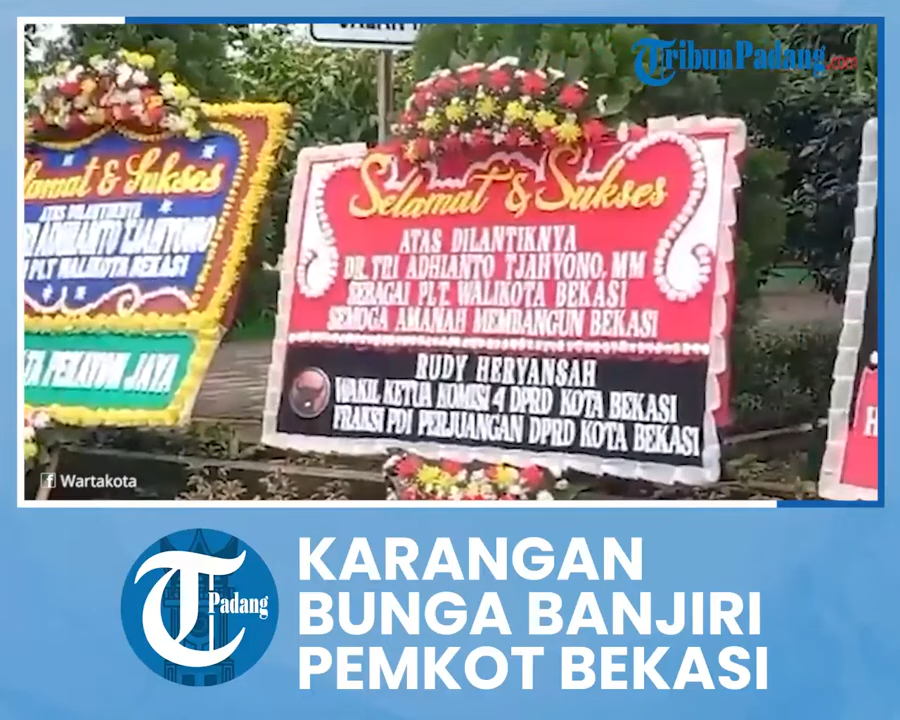 TribunPadang.com
Selamat & Sukses
ATAS DILANTIKNYA
DR. TRI ADHIANTO TJAHYONO, MM
SEBAGAI PLT. WALIKOTA BEKASI
SEMOGA AMANAH MEMBANGUN BEKASI
RUDY HERYANSAH
WAKIL KETUA KOMISI 4 DPRD KOTA BEKASI
FRAKSI PDI PERJUANGAN DPRD KOTA BEKASI
lamat & Sukses
ATAS DILANTIKNYA
ADHIANTO TJAHYONO
PLT WALIKOTA BEKASI
PERAYON JAYA
Wartakota
T Padang
KARANGAN
BUNGA BANJIRI
PEMKOT BEKASI